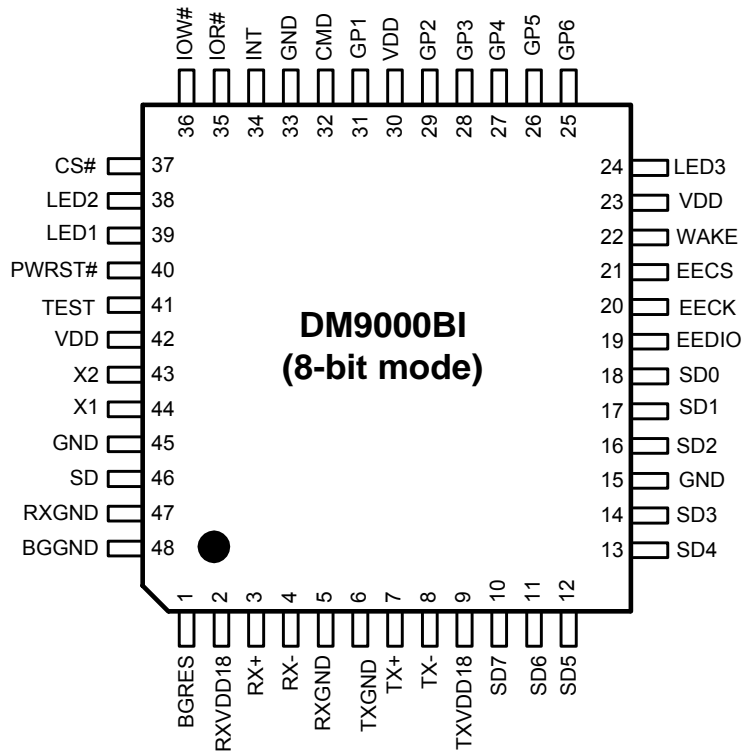 IOW# IOR# INT GND CMD GP1 VDD GP2 GP3 GP4 GP5 GP6
36 35 34 33 32 31 30 29 28 27 26 25
CS# 37 24 LED3
LED2 38 23 VDD
LED1 39 22 WAKE
PWRST# 40 21 EECS
TEST 41 20 EECK
DM9000BI
VDD 42 19 EEDIO
(8-bit mode)
X2 43 18 SD0
X1 44 17 SD1
GND 45 16 SD2
SD 46 15 GND
RXGND 47 14 SD3
BGGND 48 13 SD4
1 2 3 4 5 6 7 8 9 10 11 12
BGRES RXVDD18 RX+ RX- RXGND TXGND TX+ TX- TXVDD18 SD7 SD6 SD5